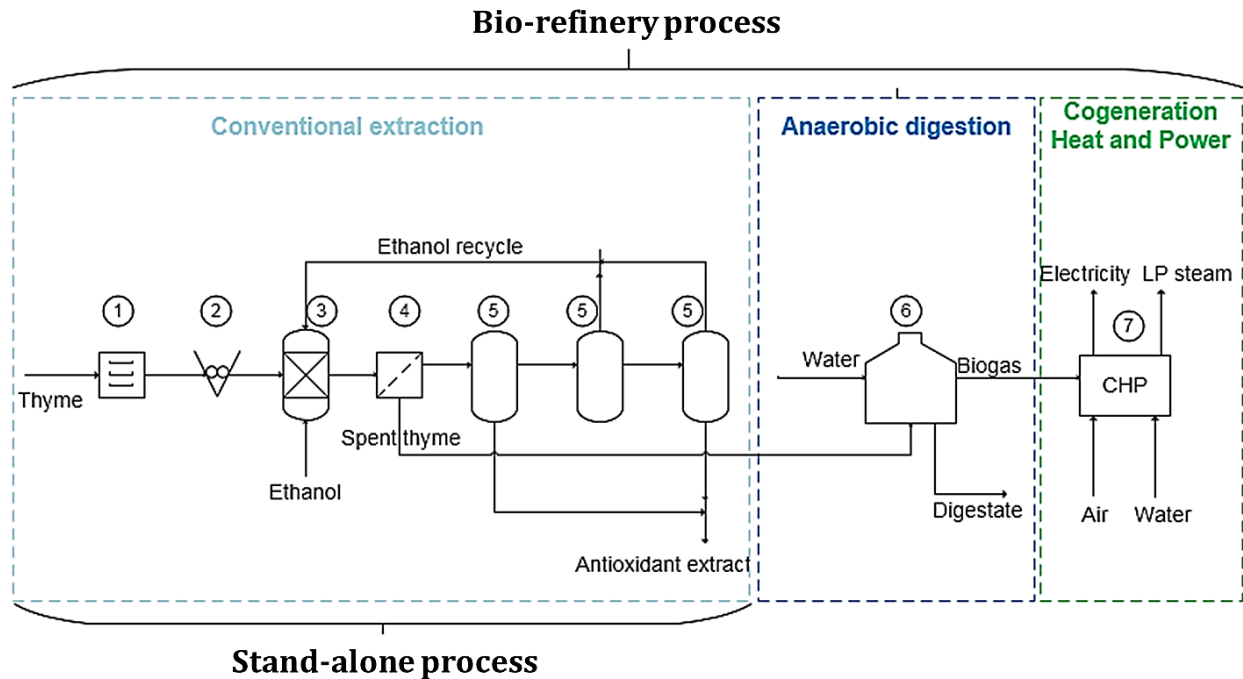 Bio-refinery process
Conventional extraction
Anaerobic digestion
Cogeneration
Heat and Power
Ethanol recycle
Electricity LP steam
1
2
3
4
5
5
5
6
7
Thyme
Water
Biogas
CHP
Spent thyme
Ethanol
Digestate
Air
Water
Antioxidant extract
Stand-alone process